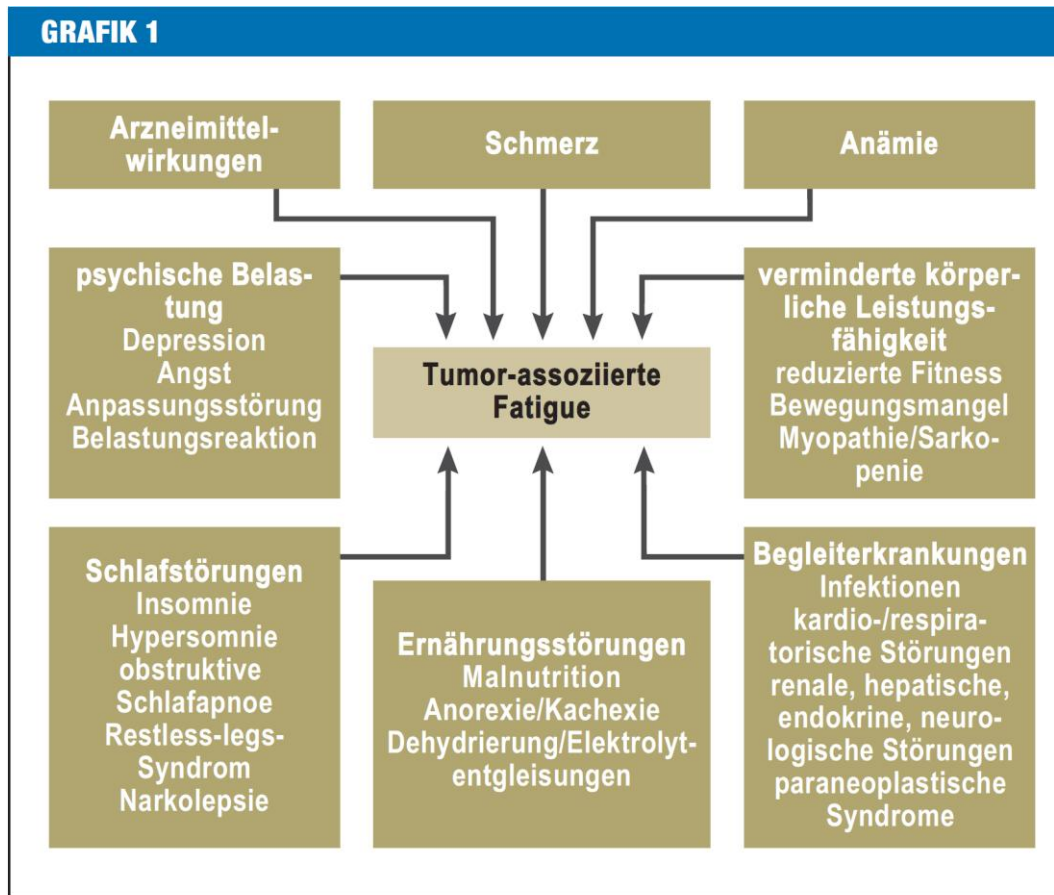 GRAFIK 1
Arzneimittel-
wirkungen
Schmerz
Anämie
psychische Belas-
tung
Depression
Angst
Anpassungsstörung
Belastungsreaktion
Tumor-assoziierte
Fatigue
verminderte körper-
liche Leistungs-
fähigkeit
reduzierte Fitness
Bewegungsmangel
Myopathie/Sarko-
penie
Schlafstörungen
Insomnie
Hypersomnie
obstruktive
Schlafapnoe
Restless-legs-
Syndrom
Narkolepsie
Ernährungsstörungen
Malnutrition
Anorexie/Kachexie
Dehydrierung/Elektrolyt-
entgleisungen
Begleiterkrankungen
Infektionen
kardio-/respira-
torische Störungen
renale, hepatische,
endokrine, neuro-
logische Störungen
paraneoplastische
Syndrome